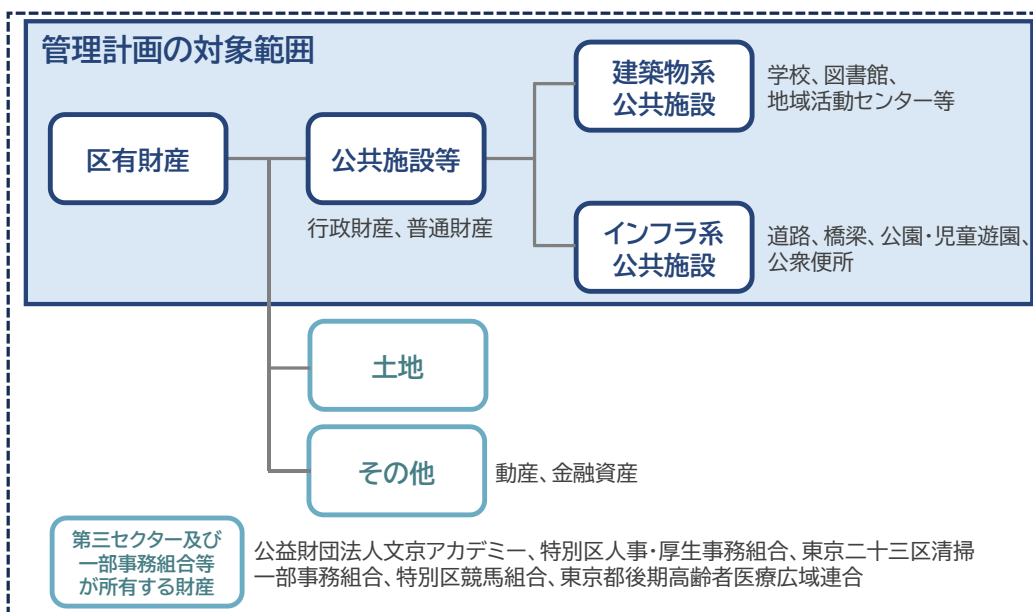 管理計画の対象範囲
区有財産
公共施設等
行政財産、普通財産
建築物系
公共施設
学校、図書館、
地域活動センター等
インフラ系
公共施設
道路、橋梁、公園・児童遊園、
公衆便所
土地
その他
動産、金融資産
第三セクター及び
一部事務組合等
が所有する財産
公益財団法人文京アカデミー、特別区人事・厚生事務組合、東京二十三区清掃
一部事務組合、特別区競馬組合、東京都後期高齢者医療広域連合